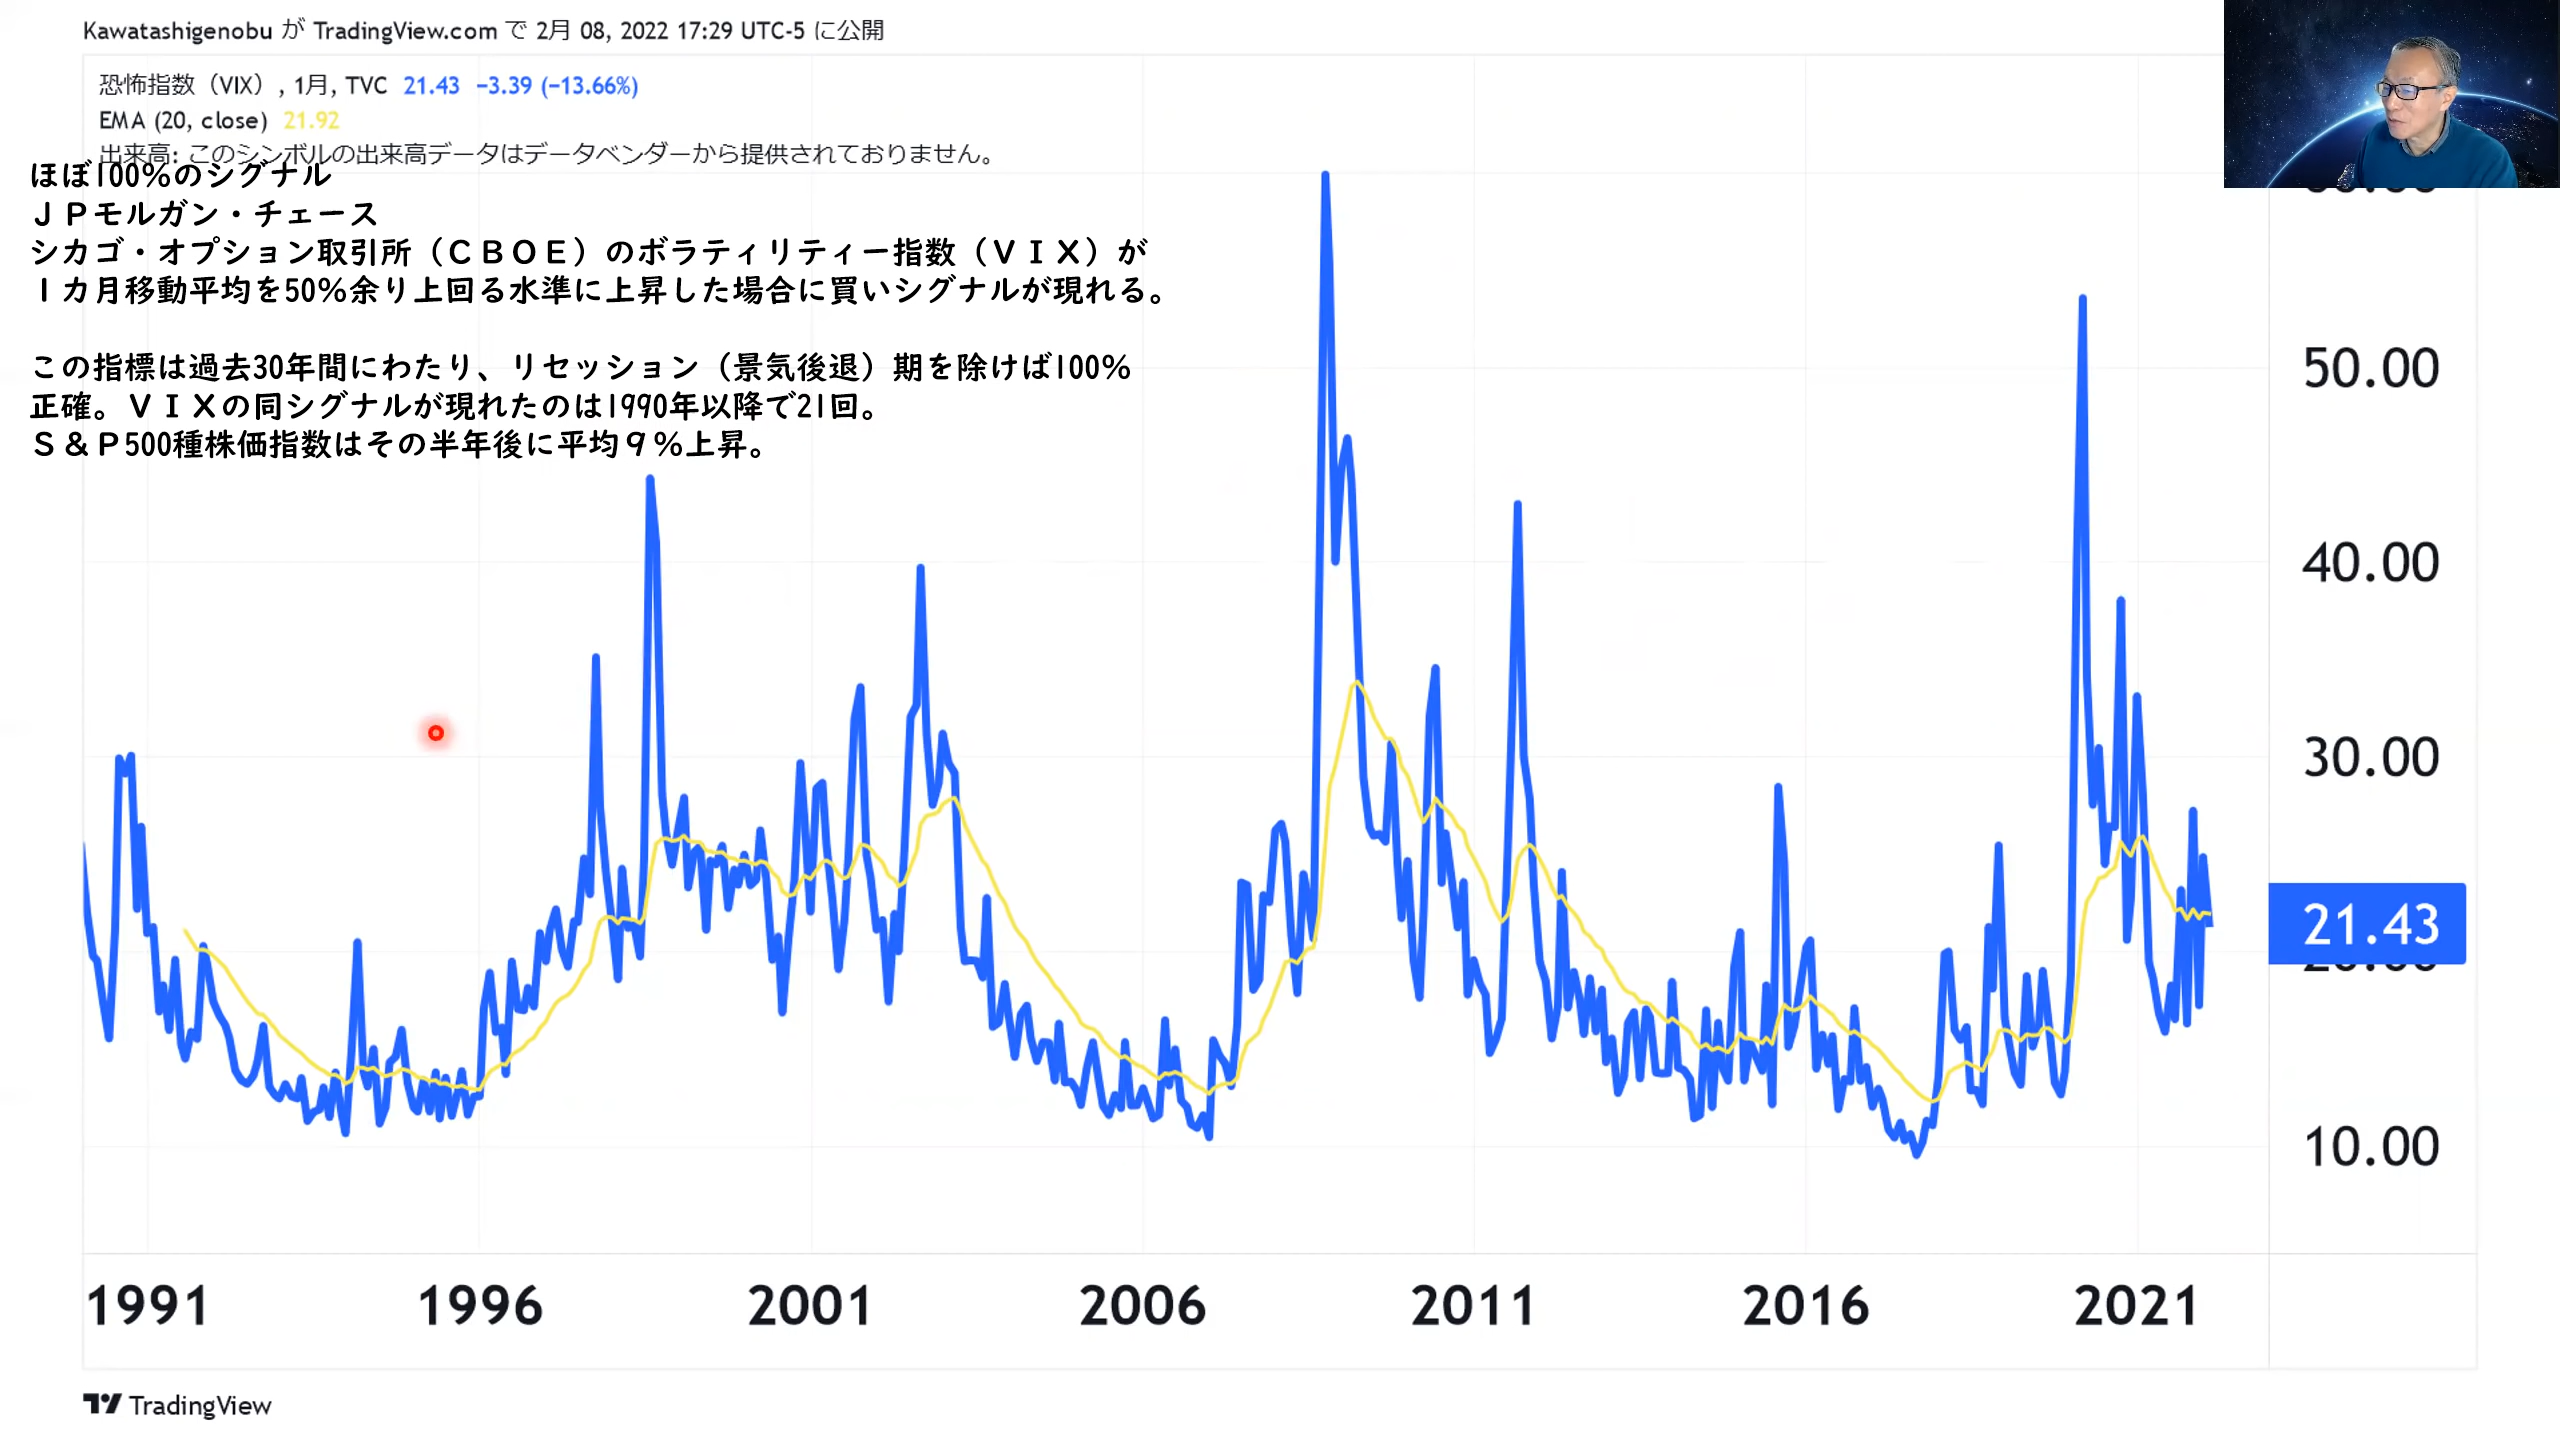 Kawatashigenobu が TradingView.com で 2月 08, 2022 17:29 UTC-5 に公開
恐怖指数（VIX）, 1月, TVC 21.43 −3.39 (−13.66%)
EMA (20, close) 21.92
出来高: このシンボルの出来高データはデータベンダーから提供されておりません。
ほぼ100%のシグナル
ＪＰモルガン・チェース
シカゴ・オプション取引所（ＣＢＯＥ）のボラティリティー指数（ＶＩＸ）が
１カ月移動平均を50%余り上回る水準に上昇した場合に買いシグナルが現れる。
この指標は過去30年間にわたり、リセッション（景気後退）期を除けば100%
正確。ＶＩＸの同シグナルが現れたのは1990年以降で21回。
Ｓ＆Ｐ500種株価指数はその半年後に平均９％上昇。
50.00
40.00
30.00
21.43
10.00
1991 1996 2001 2006 2011 2016 2021
TradingView